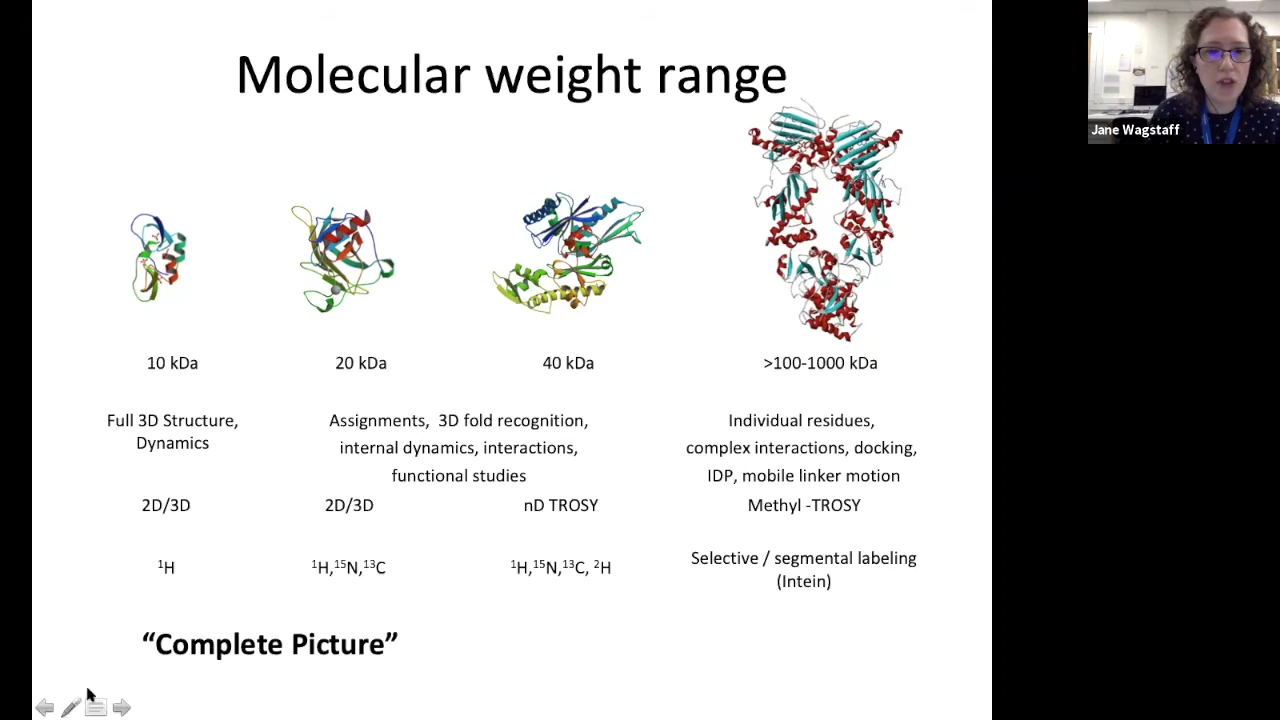 Molecular weight range
Jane Wagstaff
10 kDa
20 kDa
40 kDa
>100-1000 kDa
Full 3D Structure,
Dynamics
Assignments, 3D fold recognition,
internal dynamics, interactions,
functional studies
Individual residues,
complex interactions, docking,
IDP, mobile linker motion
2D/3D
2D/3D
nD TROSY
Methyl -TROSY
¹H
¹H,¹⁵N,¹³C
¹H,¹⁵N,¹³C, ²H
Selective / segmental labeling
(Intein)
“Complete Picture”